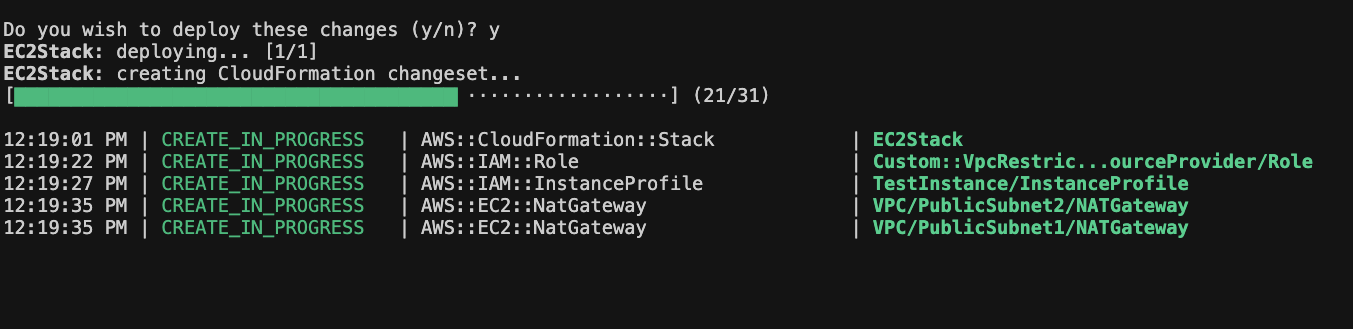 Do you wish to deploy these changes (y/n)? y
EC2Stack: deploying... [1/1]
EC2Stack: creating CloudFormation changeset...
[██████████████████████████████████████ ··················] (21/31)
12:19:01 PM | CREATE_IN_PROGRESS | AWS::CloudFormation::Stack | EC2Stack
12:19:22 PM | CREATE_IN_PROGRESS | AWS::IAM::Role | Custom::VpcRestric...ourceProvider/Role
12:19:27 PM | CREATE_IN_PROGRESS | AWS::IAM::InstanceProfile | TestInstance/InstanceProfile
12:19:35 PM | CREATE_IN_PROGRESS | AWS::EC2::NatGateway | VPC/PublicSubnet2/NATGateway
12:19:35 PM | CREATE_IN_PROGRESS | AWS::EC2::NatGateway | VPC/PublicSubnet1/NATGateway